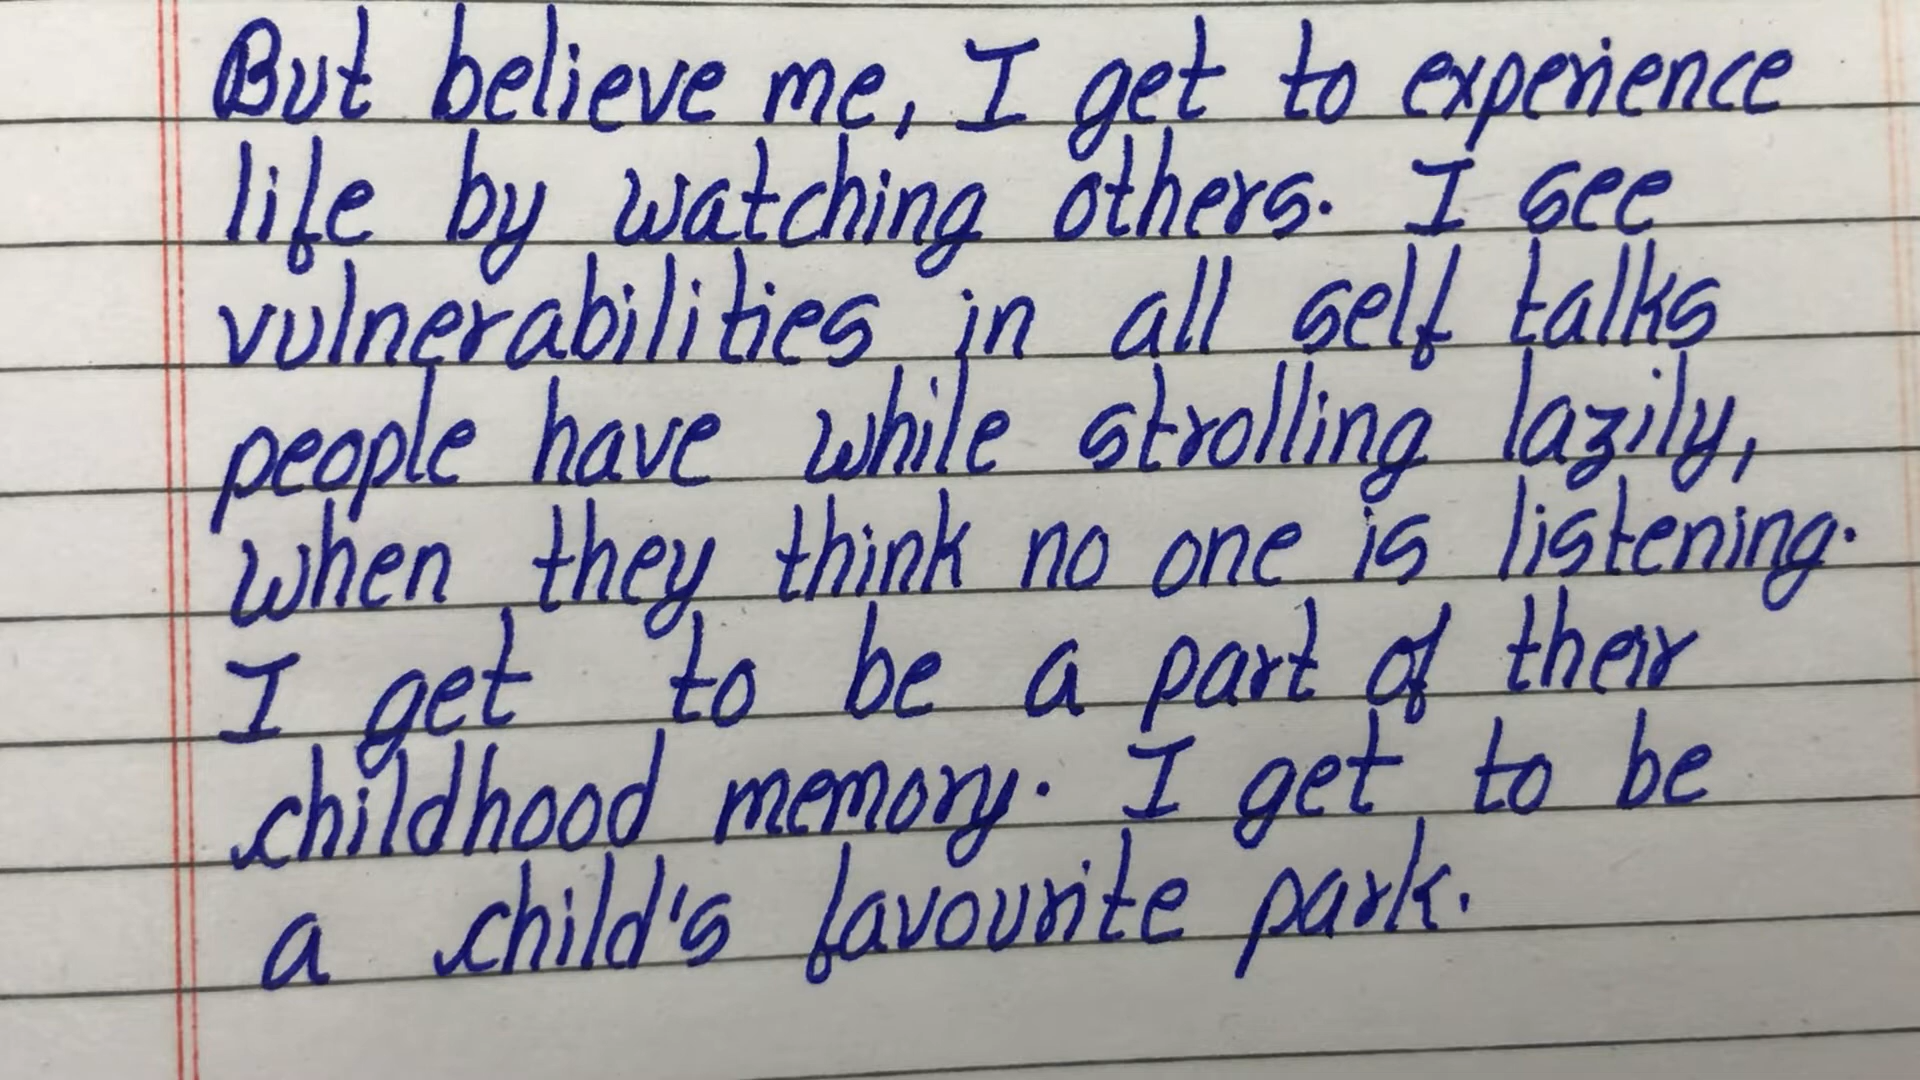 But believe me, I get to experience
life by watching others. I see
vulnerabilities in all self talks
people have while strolling lazily,
when they think no one is listening.
I get to be a part of their
childhood memory. I get to be
a child's favourite park.